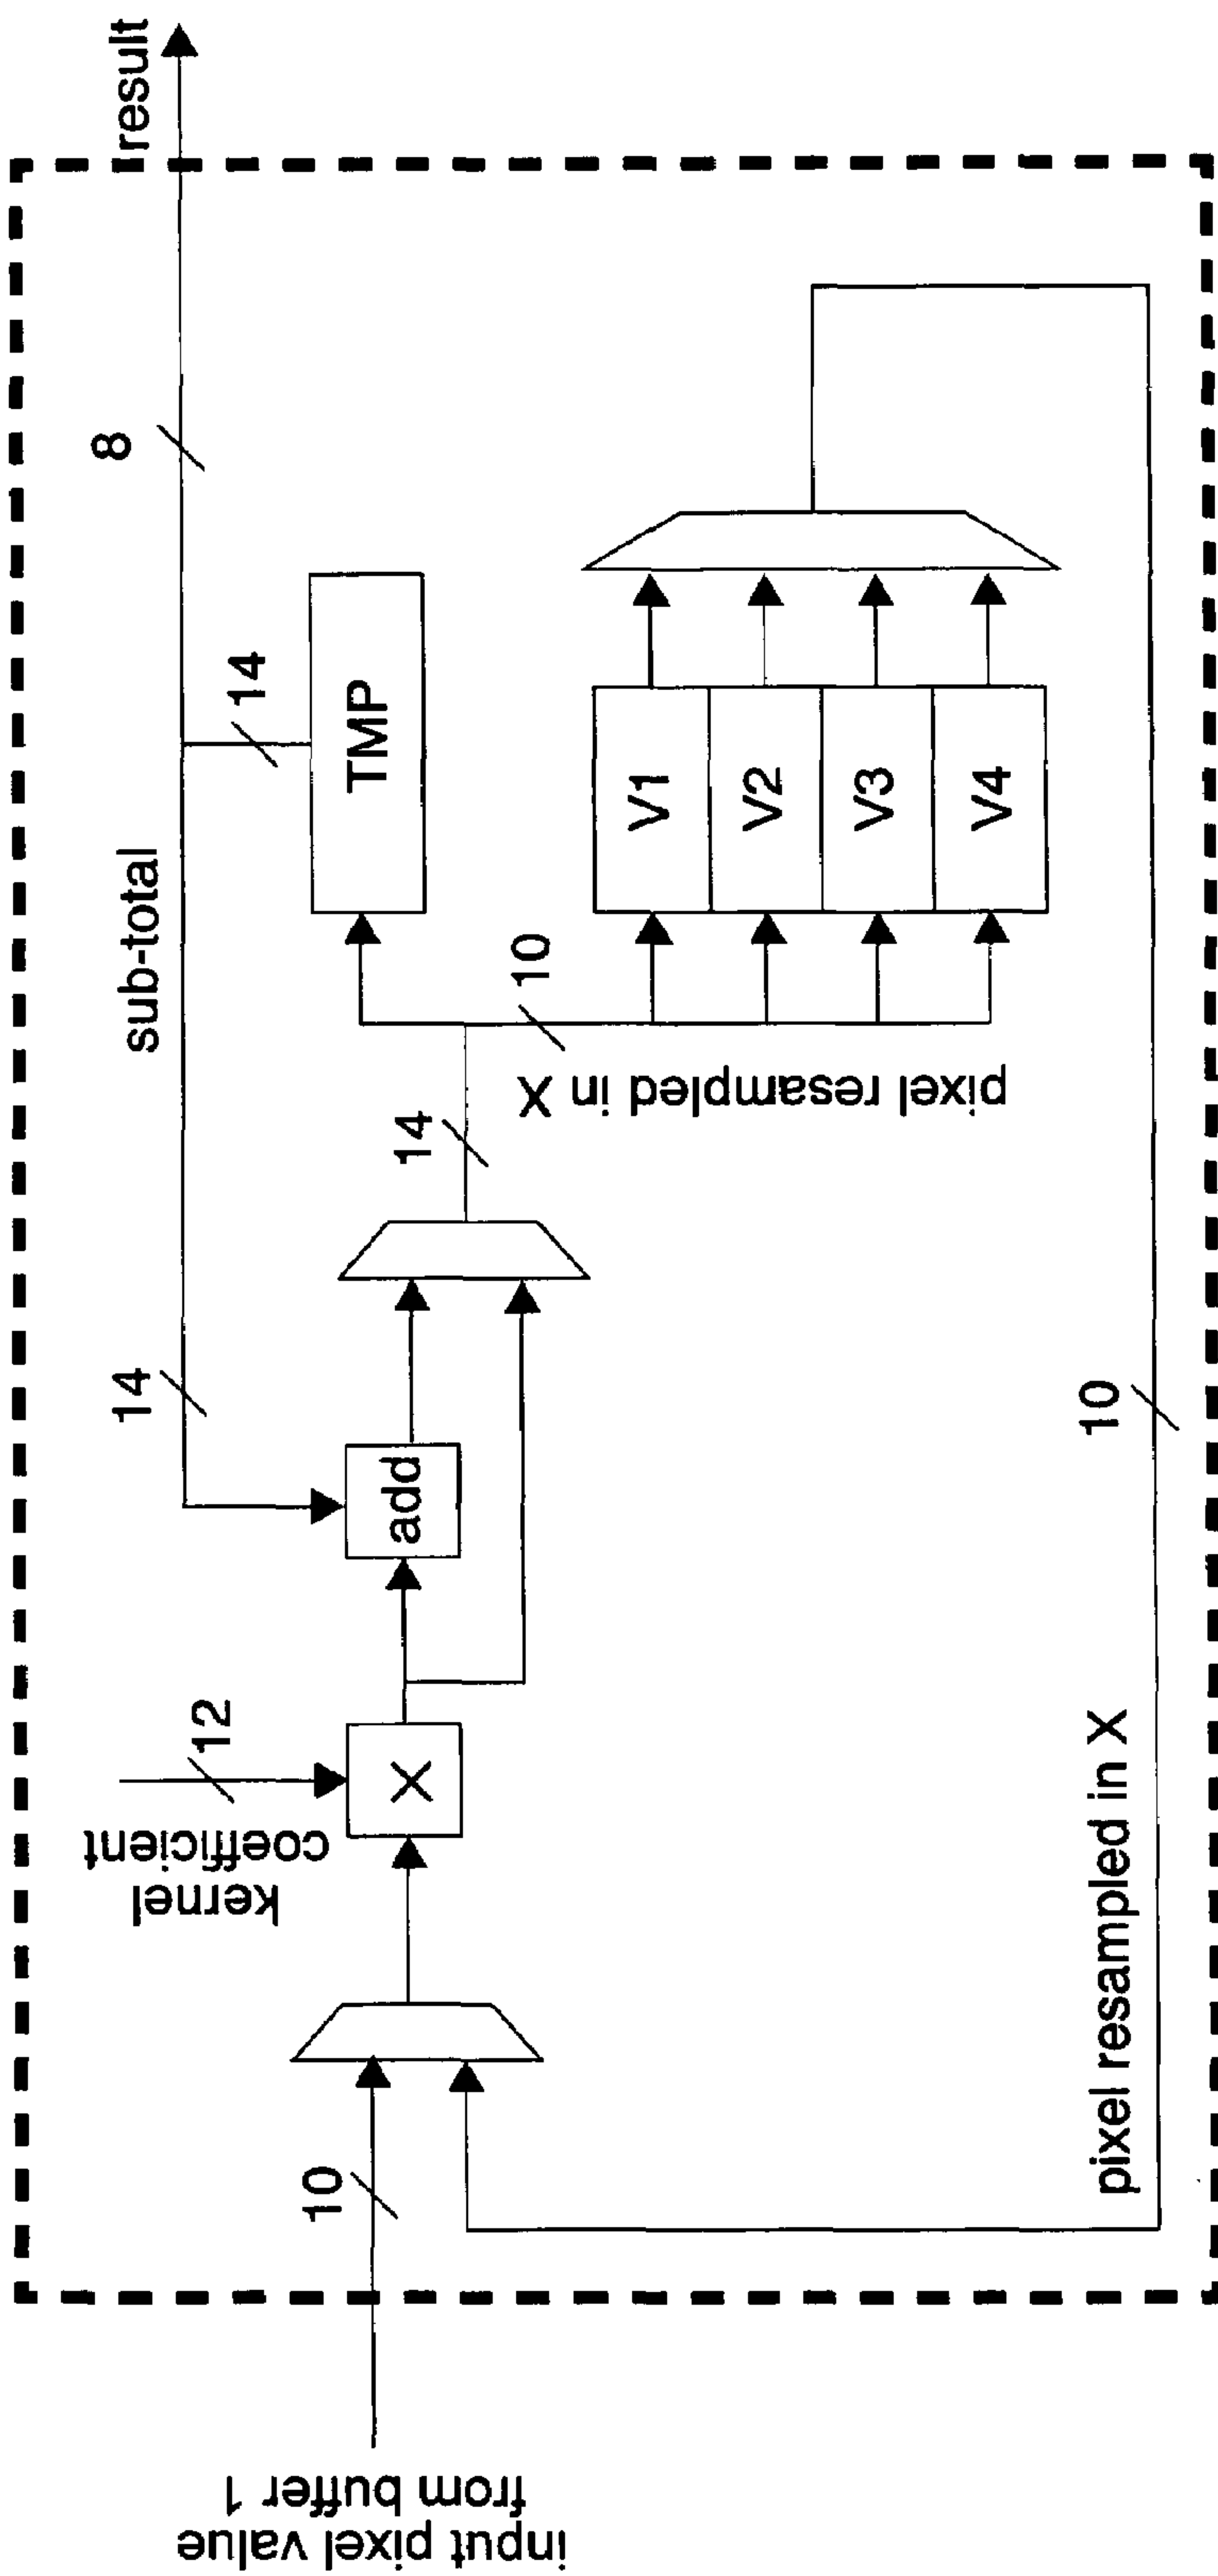 result
8
sub-total
14
TMP
14
10
pixel resampled in X
V1
V2
V3
V4
14
add
kernel
coefficient
12
X
input pixel value
from buffer 1
10
pixel resampled in X
10